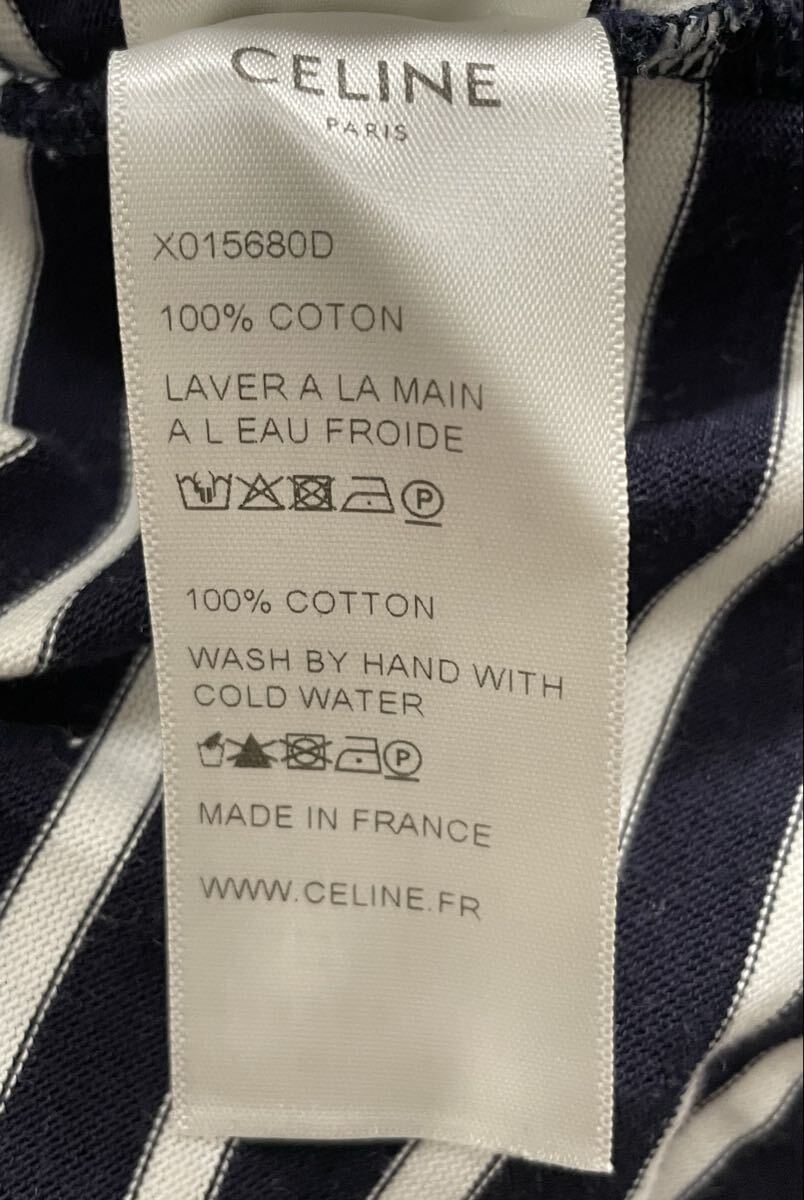 CELINE
PARIS
X015680D
100% COTON
LAVER A LA MAIN
A L EAU FROIDE
P
100% COTTON
WASH BY HAND WITH
COLD WATER
P
MADE IN FRANCE
WWW.CELINE.FR